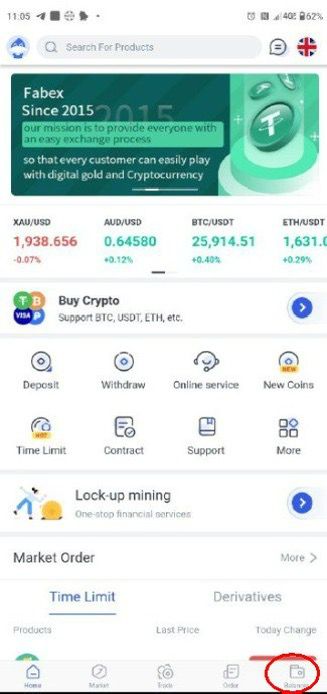 11:05
62%
Search For Products
Fabex
Since 2015
our mission is to provide everyone with
an easy exchange process
so that every customer can easily play
with digital gold and Cryptocurrency
XAU/USD AUD/USD BTC/USDT ETH/USDT
1,938.656 0.64580 25,914.51 1,631.0
-0.07% +0.12% +0.40% +0.29%
Buy Crypto
Support BTC, USDT, ETH, etc.
VISA
Deposit Withdraw Online service New Coins
NEW
HOT
Time Limit Contract Support More
Lock-up mining
One-stop financial services
Market Order More >
Time Limit Derivatives
Products Last Price Today Change
Home Market Trade Order Balances